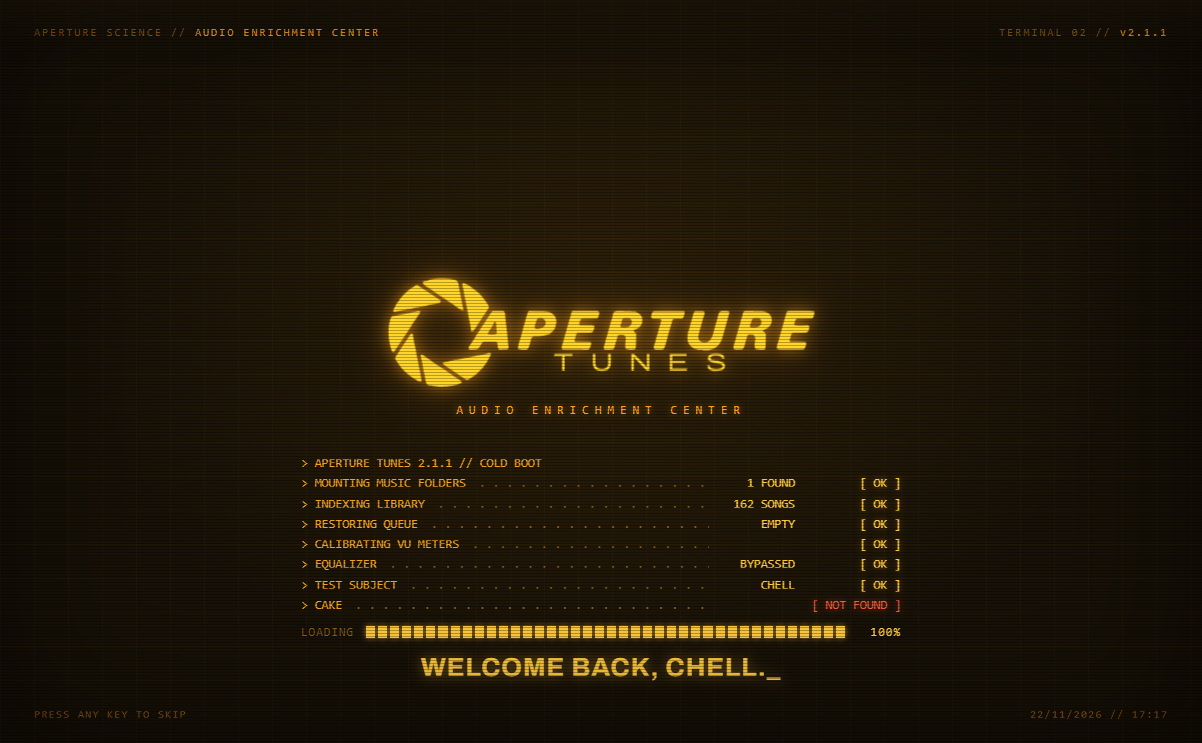 APERTURE SCIENCE // AUDIO ENRICHMENT CENTER
TERMINAL 02 // v2.1.1
APERTURE
TUNES
AUDIO ENRICHMENT CENTER
> APERTURE TUNES 2.1.1 // COLD BOOT
> MOUNTING MUSIC FOLDERS . . . . . . . . . . . . . . . . . 1 FOUND [ OK ]
> INDEXING LIBRARY . . . . . . . . . . . . . . . . . . . . 162 SONGS [ OK ]
> RESTORING QUEUE . . . . . . . . . . . . . . . . . . . . . EMPTY [ OK ]
> CALIBRATING VU METERS . . . . . . . . . . . . . . . . . . [ OK ]
> EQUALIZER . . . . . . . . . . . . . . . . . . . . . . . . BYPASSED [ OK ]
> TEST SUBJECT . . . . . . . . . . . . . . . . . . . . . . CHELL [ OK ]
> CAKE . . . . . . . . . . . . . . . . . . . . . . . . . . [ NOT FOUND ]
LOADING 100%
WELCOME BACK, CHELL._
PRESS ANY KEY TO SKIP
22/11/2026 // 17:17